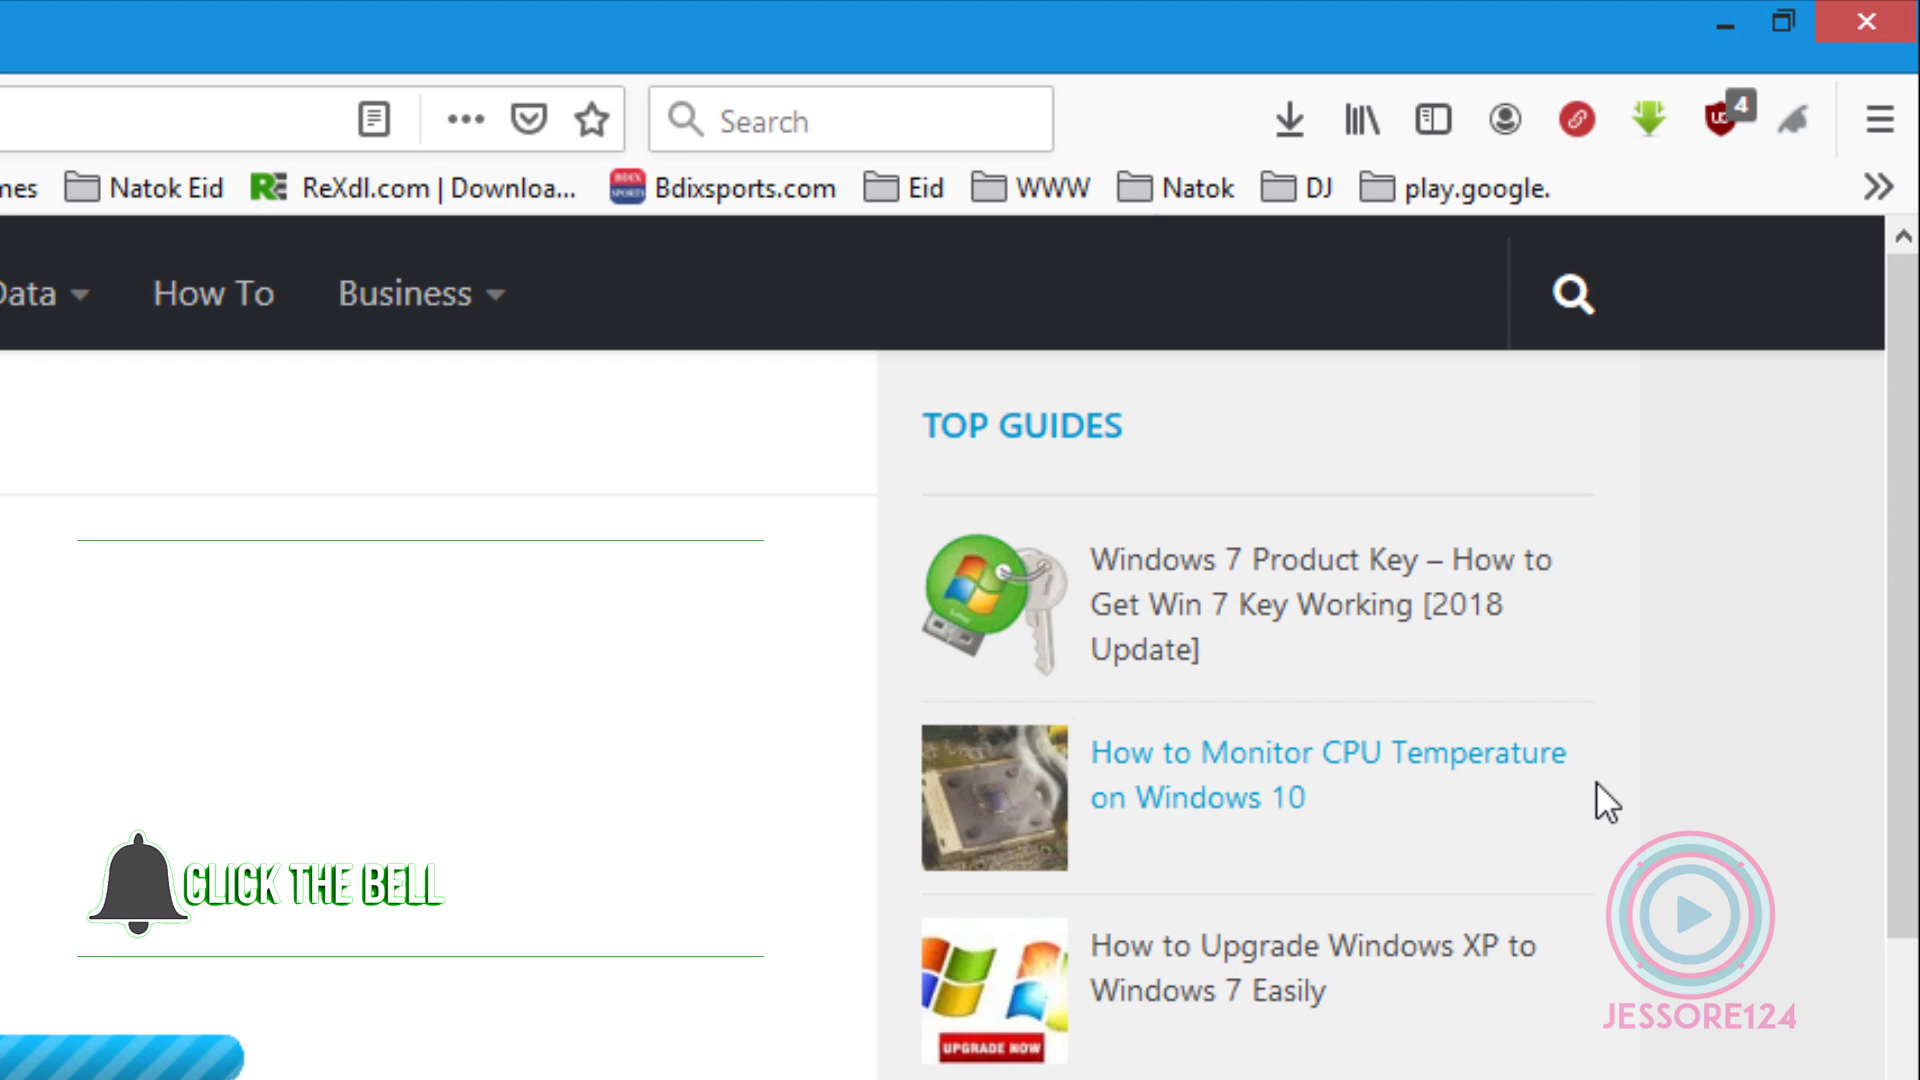 Search
4
Natok Eid
ReXdl.com | Downloa...
BDIX SPORTS
Bdixsports.com
Eid
WWW
Natok
DJ
play.google.
How To
Business
TOP GUIDES
Windows 7 Product Key – How to
Get Win 7 Key Working [2018
Update]
How to Monitor CPU Temperature
on Windows 10
CLICK THE BELL
How to Upgrade Windows XP to
Windows 7 Easily
UPGRADE NOW
JESSORE124